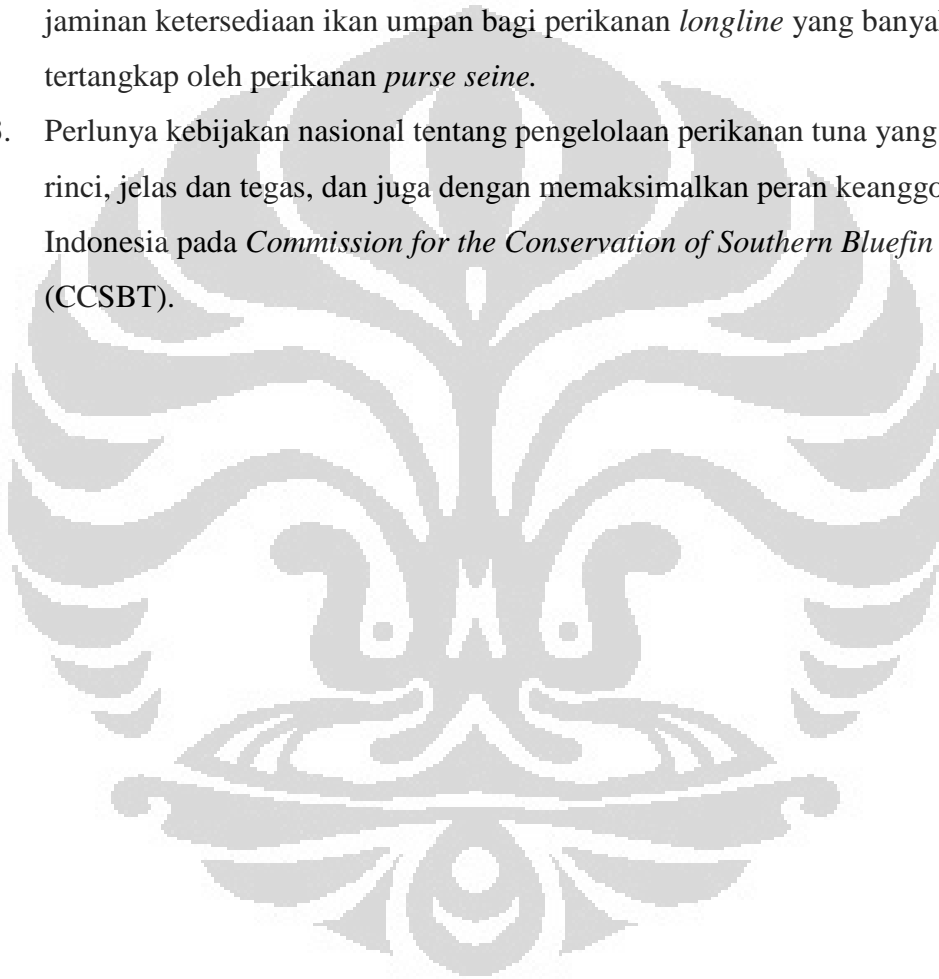 jaminan ketersediaan ikan umpan bagi perikanan longline yang banyak
tertangkap oleh perikanan purse seine.
Perlunya kebijakan nasional tentang pengelolaan perikanan tuna yang
rinci, jelas dan tegas, dan juga dengan memaksimalkan peran keanggo
Indonesia pada Commission for the Conservation of Southern Bluefin
(CCSBT).